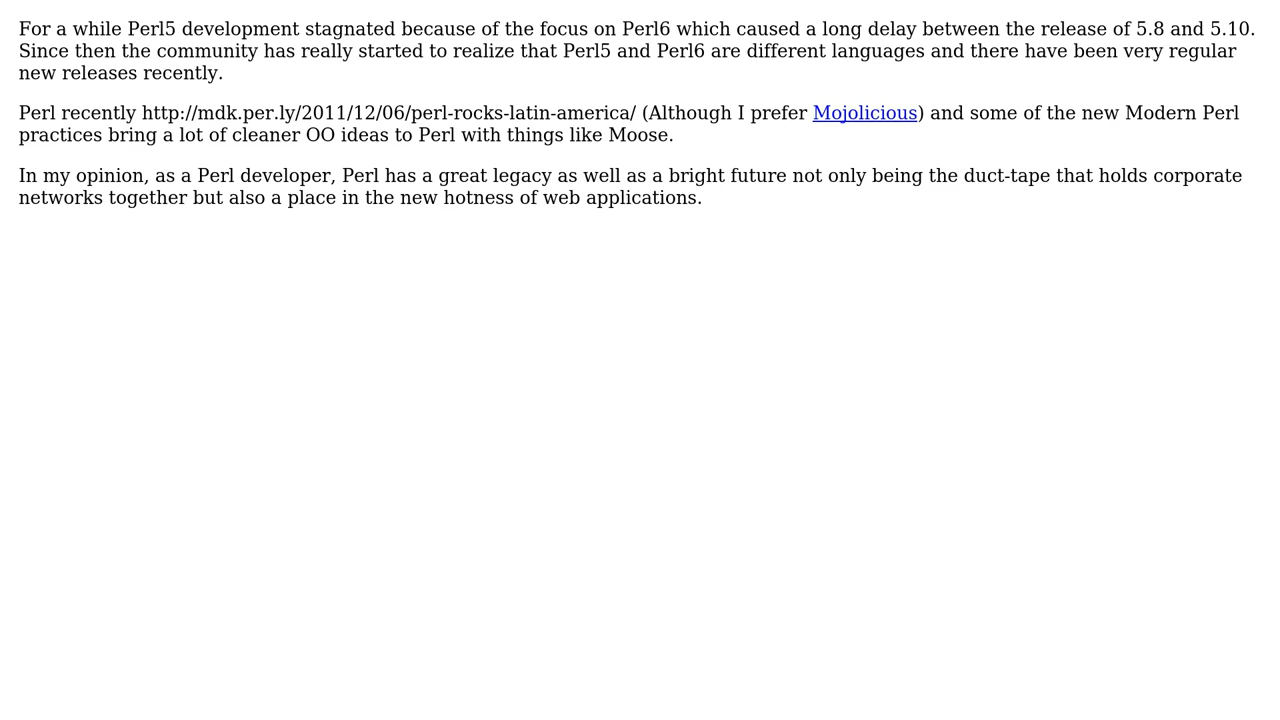 For a while Perl5 development stagnated because of the focus on Perl6 which caused a long delay between the release of 5.8 and 5.10.
Since then the community has really started to realize that Perl5 and Perl6 are different languages and there have been very regular
new releases recently.
Perl recently http://mdk.per.ly/2011/12/06/perl-rocks-latin-america/ (Although I prefer Mojolicious) and some of the new Modern Perl
practices bring a lot of cleaner OO ideas to Perl with things like Moose.
In my opinion, as a Perl developer, Perl has a great legacy as well as a bright future not only being the duct-tape that holds corporate
networks together but also a place in the new hotness of web applications.